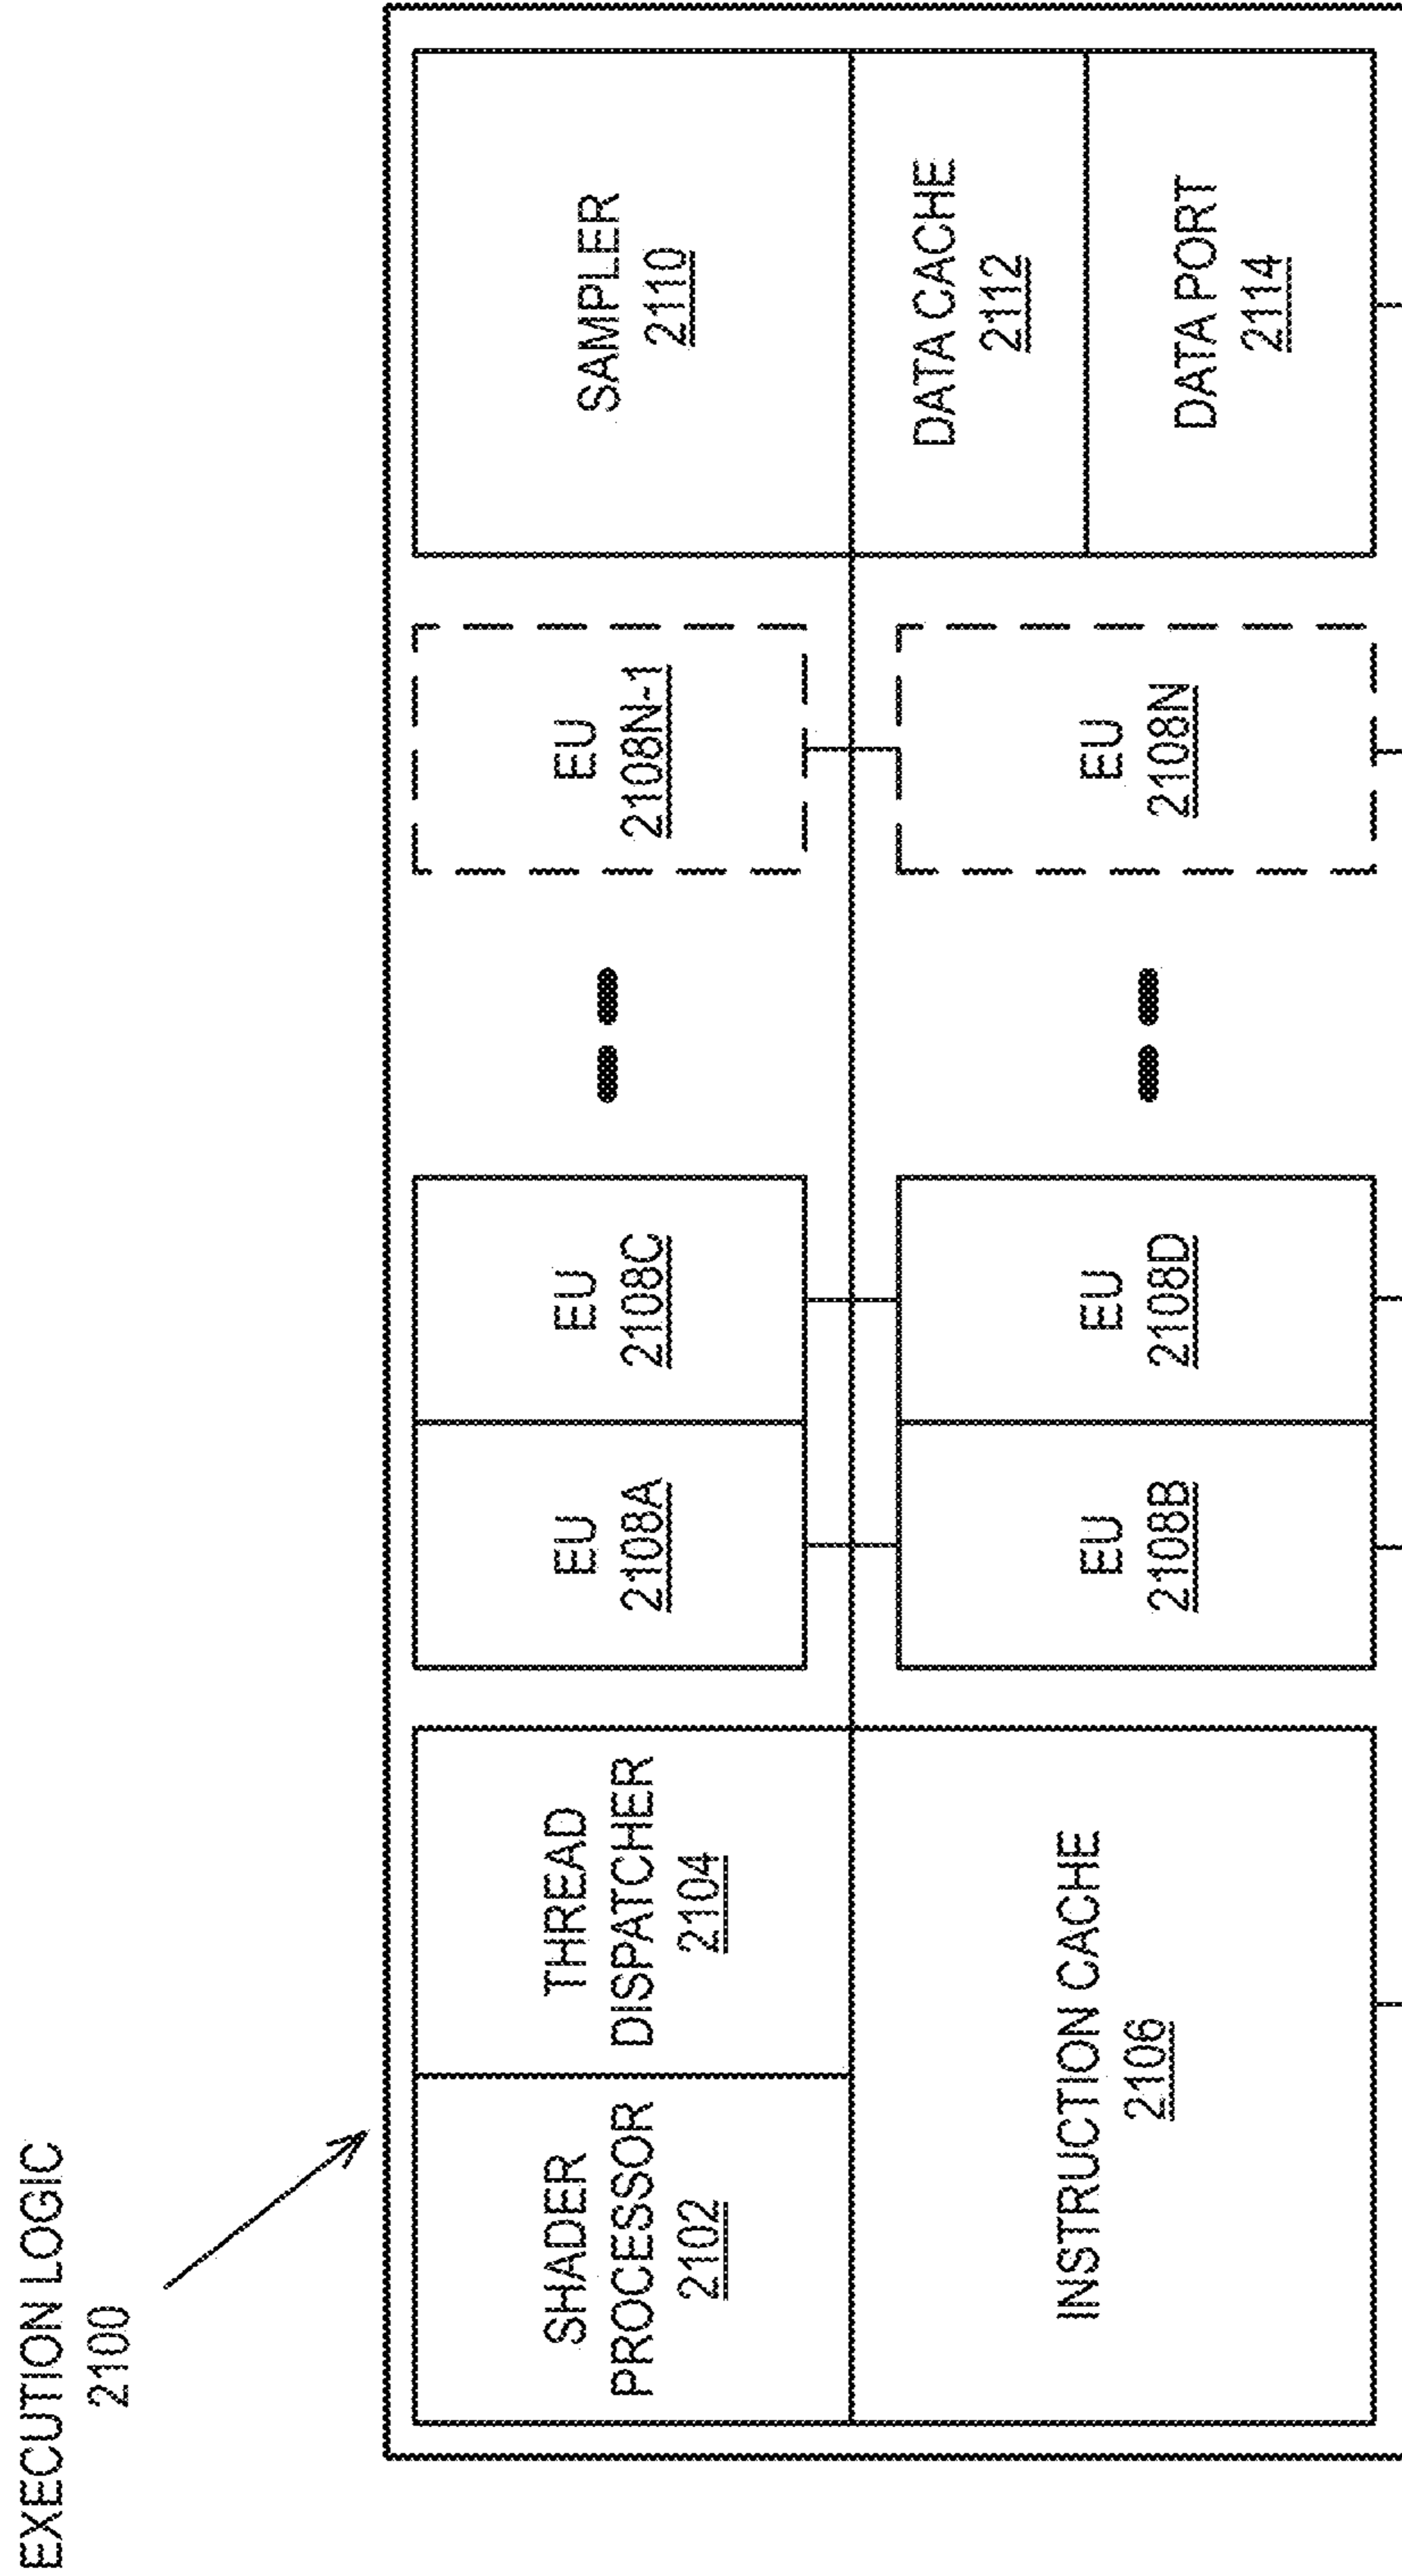 EXECUTION LOGIC
2100
SHADER
PROCESSOR
2102
THREAD
DISPATCHER
2104
INSTRUCTION CACHE
2106
EU
2108A
EU
2108C
EU
2108B
EU
2108D
EU
2108N-1
EU
2108N
SAMPLER
2110
DATA CACHE
2112
DATA PORT
2114